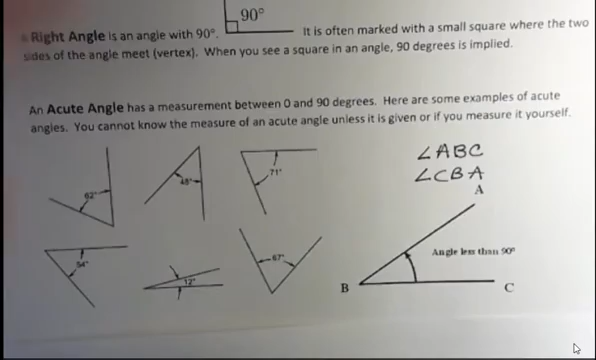 90°
Right Angle is an angle with 90°. It is often marked with a small square where the two
sides of the angle meet (vertex). When you see a square in an angle, 90 degrees is implied.
An Acute Angle has a measurement between 0 and 90 degrees. Here are some examples of acute
angles. You cannot know the measure of an acute angle unless it is given or if you measure it yourself.
∠ABC
∠CBA
62° 48° 71°
A
54° 12° 67° Angle less than 90°
B C